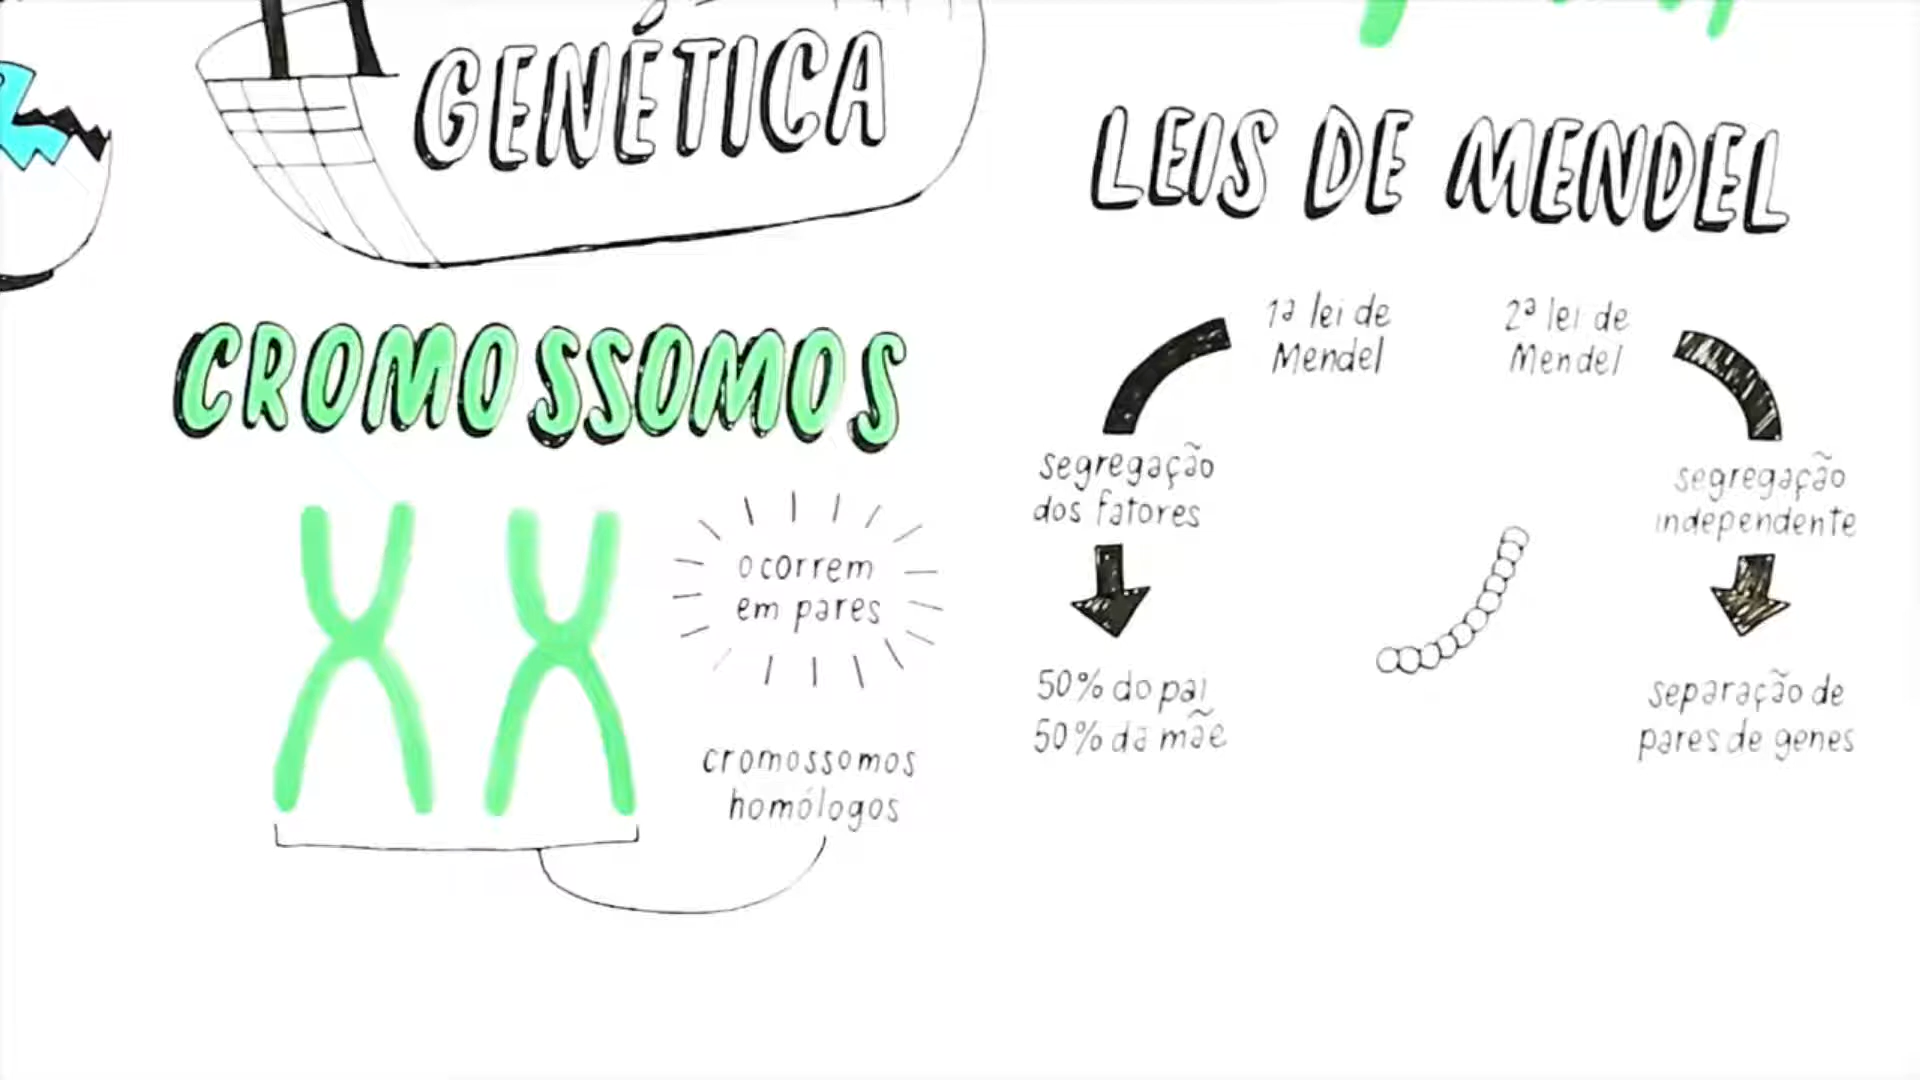 GENÉTICA
CROMOSSOMOS
ocorrem
em pares
cromossomos
homólogos
LEIS DE MENDEL
1ª lei de
Mendel
segregação
dos fatores
50% do pai
50% da mãe
2ª lei de
Mendel
segregação
independente
separação de
pares de genes